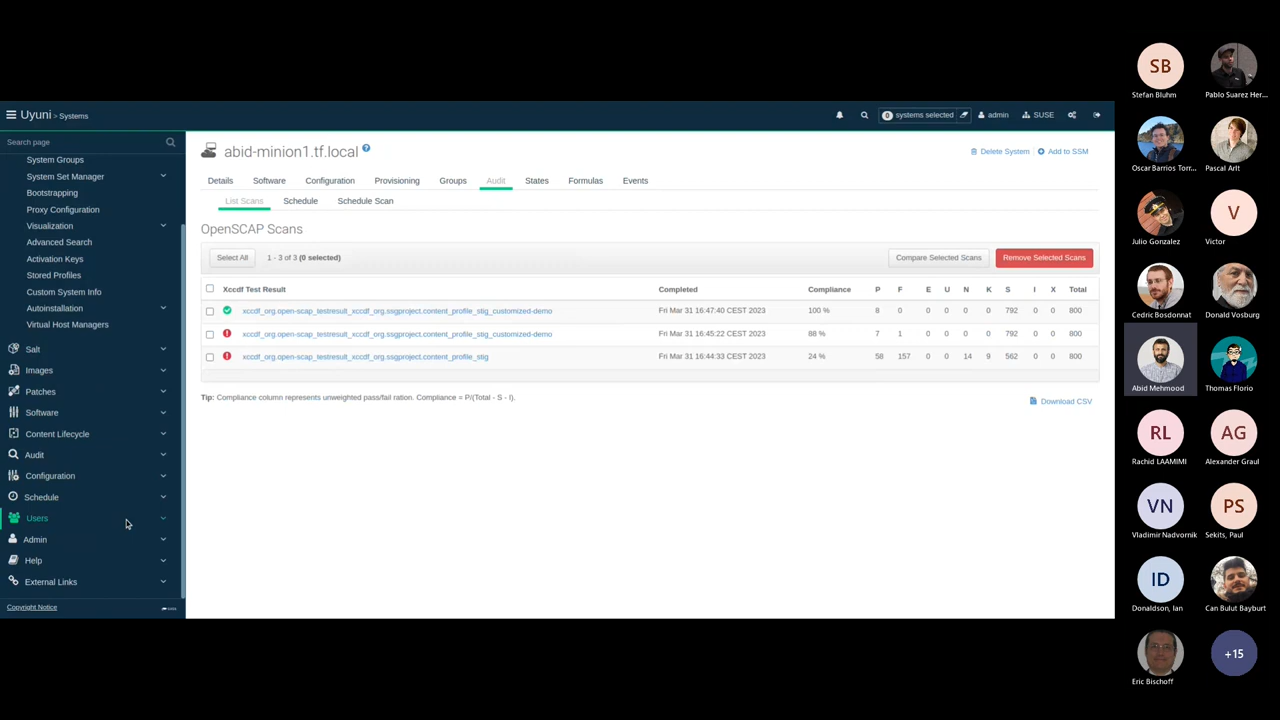 Uyuni > Systems
0 systems selected
admin
SUSE
Search page
System Groups
System Set Manager
Bootstrapping
Proxy Configuration
Visualization
Advanced Search
Activation Keys
Stored Profiles
Custom System Info
Autoinstallation
Virtual Host Managers
Salt
Images
Patches
Software
Content Lifecycle
Audit
Configuration
Schedule
Users
Admin
Help
External Links
Copyright Notice
abid-minion1.tf.local ?
Delete System Add to SSM
Details Software Configuration Provisioning Groups Audit States Formulas Events
List Scans Schedule Schedule Scan
OpenSCAP Scans
Select All 1 - 3 of 3 (0 selected) Compare Selected Scans Remove Selected Scans
Xccdf Test Result Completed Compliance P F E U N K S I X Total
xccdf_org.open-scap_testresult_xccdf_org.ssgproject.content_profile_stig_customized-demo Fri Mar 31 16:47:40 CEST 2023 100 % 8 0 0 0 0 0 792 0 0 800
xccdf_org.open-scap_testresult_xccdf_org.ssgproject.content_profile_stig_customized-demo Fri Mar 31 16:45:22 CEST 2023 88 % 7 1 0 0 0 0 792 0 0 800
xccdf_org.open-scap_testresult_xccdf_org.ssgproject.content_profile_stig Fri Mar 31 16:44:33 CEST 2023 24 % 58 157 0 0 14 9 562 0 0 800
Tip: Compliance column represents unweighted pass/fail ration. Compliance = P/(Total - S - I).
Download CSV
SB
Stefan Bluhm Pablo Suarez Her...
Oscar Barrios Torr... Pascal Arlt
V
Julio Gonzalez Victor
Cedric Bosdonnat Donald Vosburg
Abid Mehmood Thomas Florio
RL AG
Rachid LAAMIMI Alexander Graul
VN PS
Vladimir Nadvornik Sekits, Paul
ID
Donaldson, Ian Can Bulut Bayburt
+15
Eric Bischoff